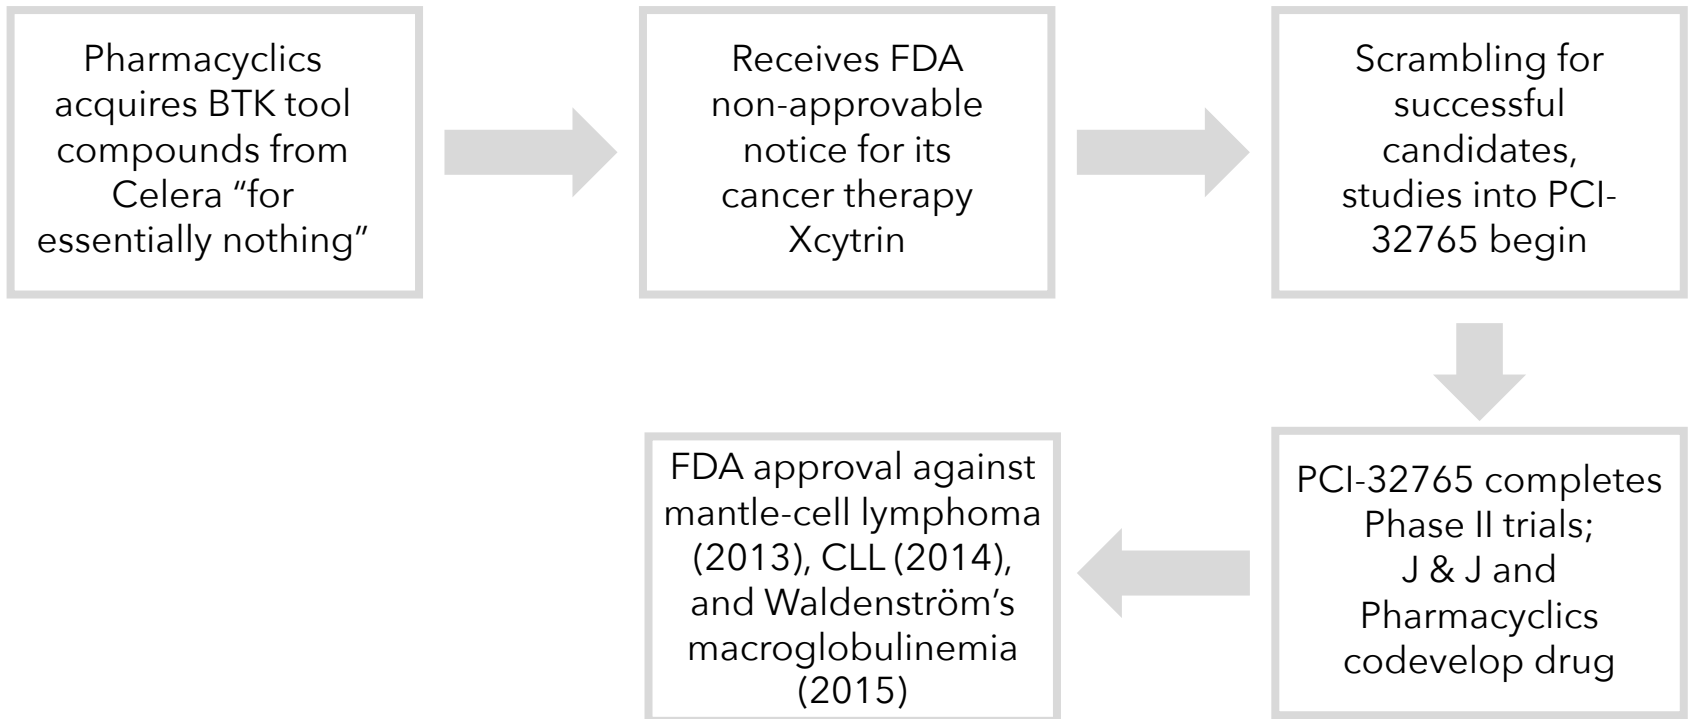 Pharmacyclics
acquires BTK tool
compounds from
Celera “for
essentially nothing”
Receives FDA
non-approvable
notice for its
cancer therapy
Xcytrin
Scrambling for
successful
candidates,
studies into PCI-
32765 begin
PCI-32765 completes
Phase II trials;
J & J and
Pharmacyclics
codevelop drug
FDA approval against
mantle-cell lymphoma
(2013), CLL (2014),
and Waldenström’s
macroglobulinemia
(2015)